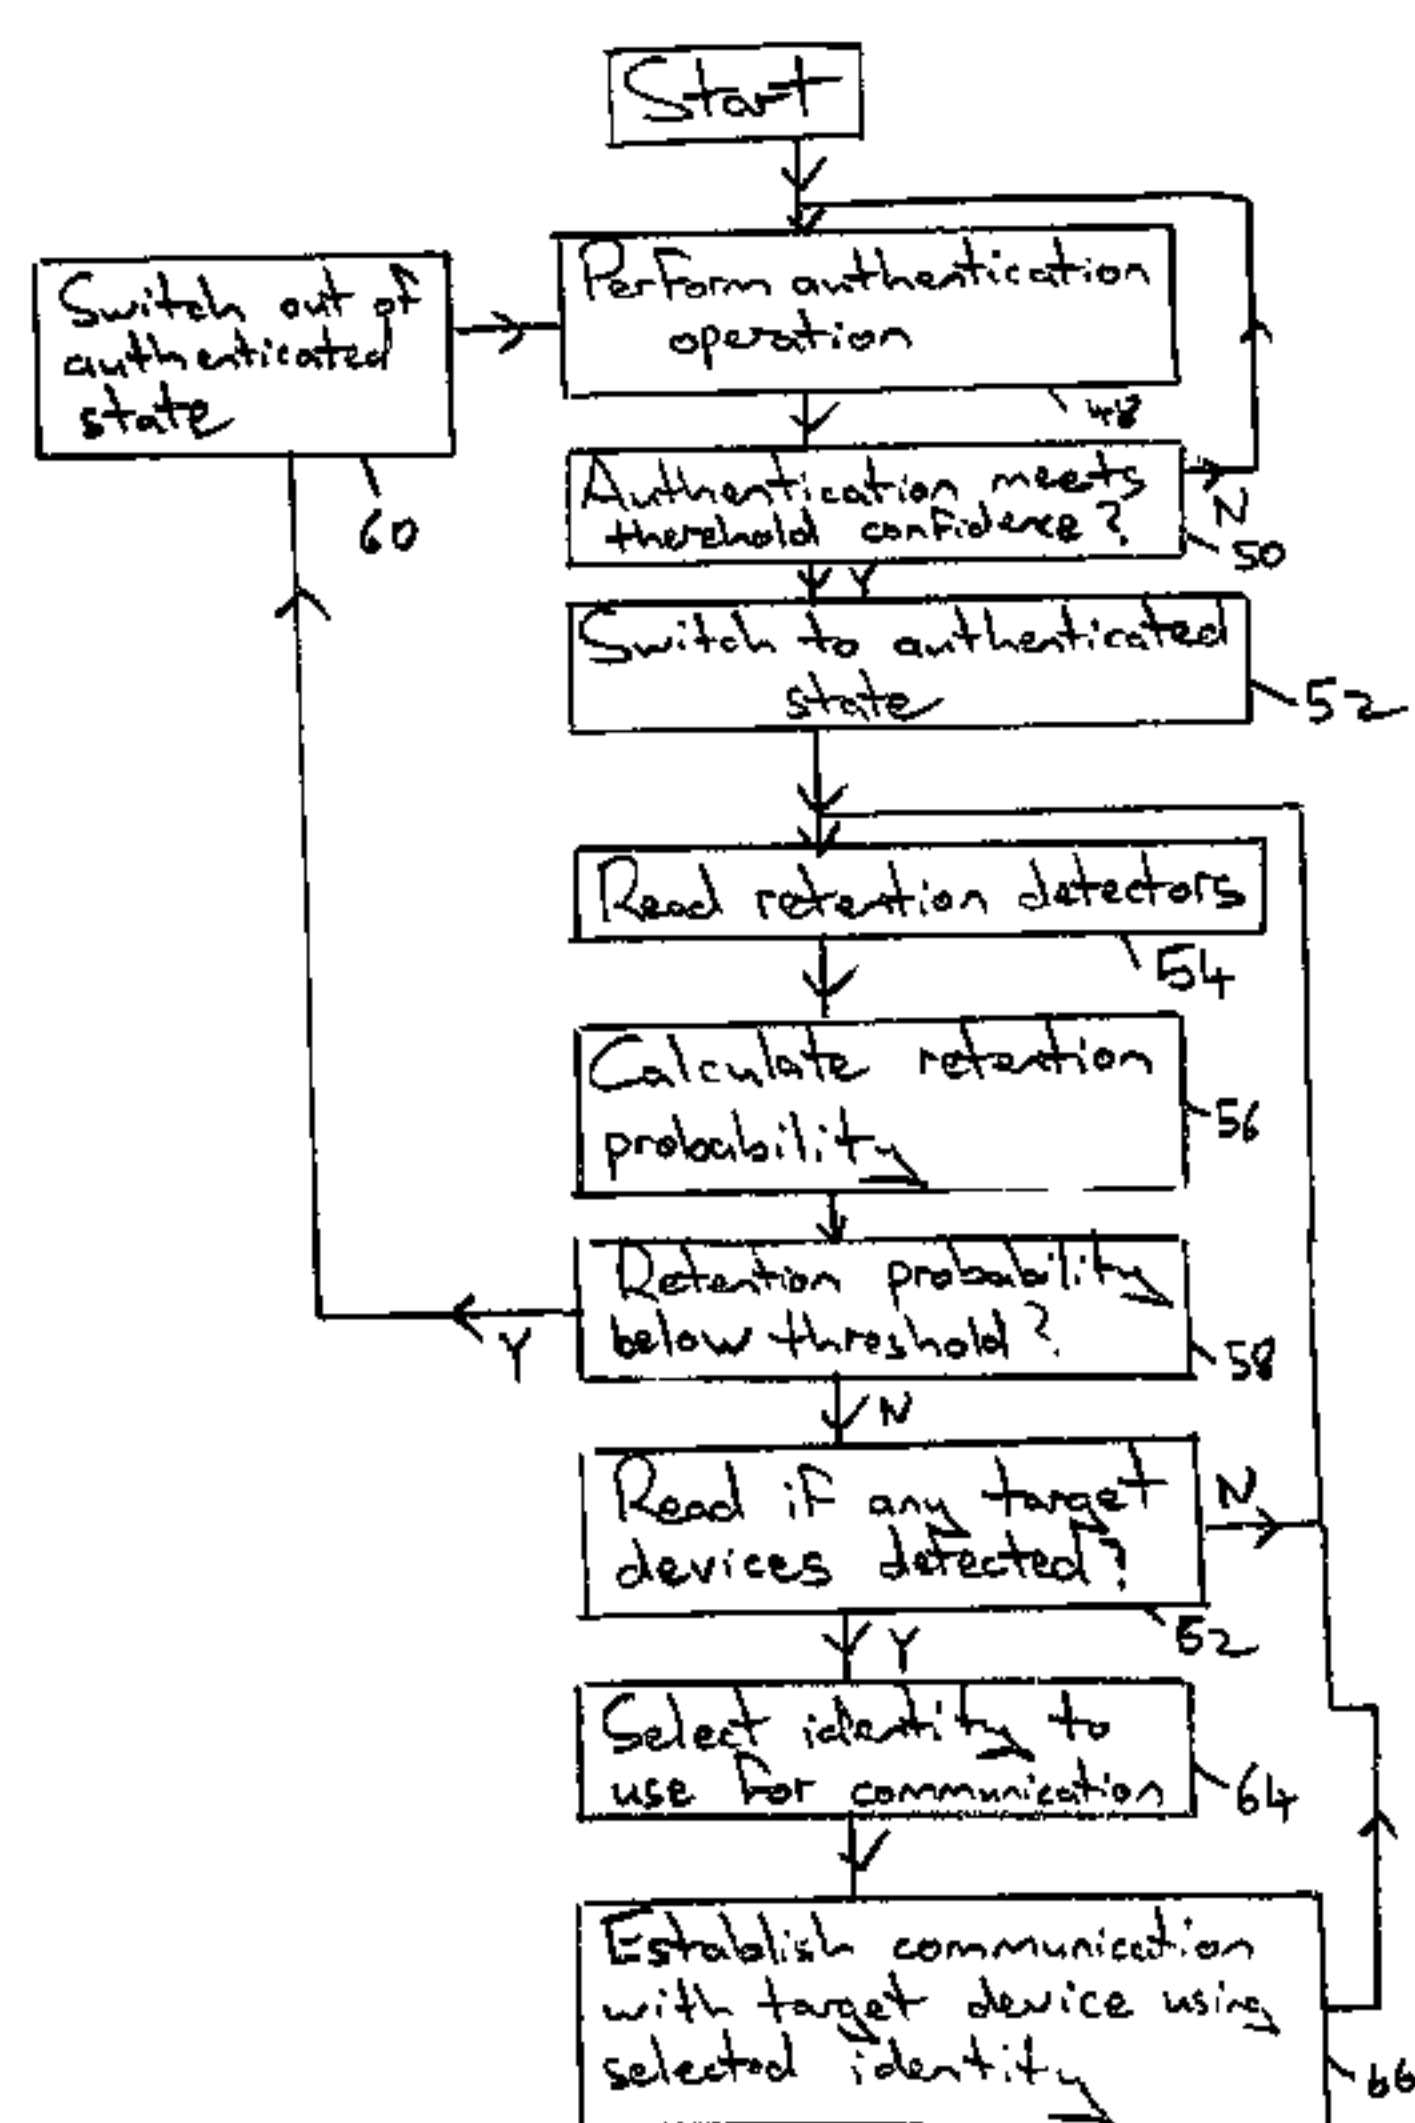 Start
Perform authentication
operation
48
Switch out of
authenticated
state
60
Authentication meets
thershold confidence?
N
50
Y
Switch to authenticated
state
52
Read retention detectors
54
Calculate retention
probability
56
Retention probability
below threshold?
58
Y
N
Read if any target
devices detected?
N
52
Y
Select identity to
use for communication
64
Establish communication
with target device using
selected identity
66